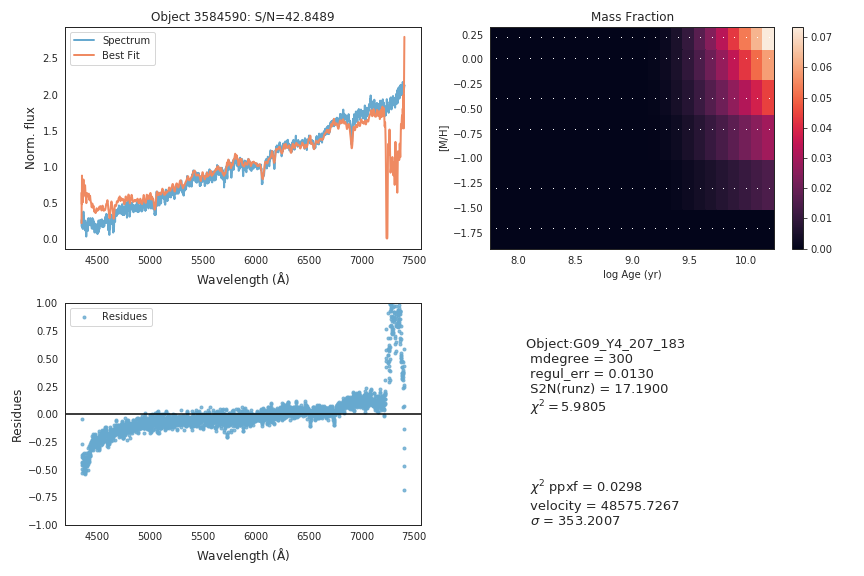 Object 3584590: S/N=42.8489
Spectrum
Best Fit
Norm. flux
2.5
2.0
1.5
1.0
0.5
0.0
4500 5000 5500 6000 6500 7000 7500
Wavelength (Å)
Mass Fraction
[M/H]
0.25
0.00
−0.25
−0.50
−0.75
−1.00
−1.25
−1.50
−1.75
8.0 8.5 9.0 9.5 10.0
log Age (yr)
0.07
0.06
0.05
0.04
0.03
0.02
0.01
0.00
Residues
Residues
1.00
0.75
0.50
0.25
0.00
−0.25
−0.50
−0.75
−1.00
4500 5000 5500 6000 6500 7000 7500
Wavelength (Å)
Object:G09_Y4_207_183
mdegree = 300
regul_err = 0.0130
S2N(runz) = 17.1900
χ² = 5.9805
χ² ppxf = 0.0298
velocity = 48575.7267
σ = 353.2007